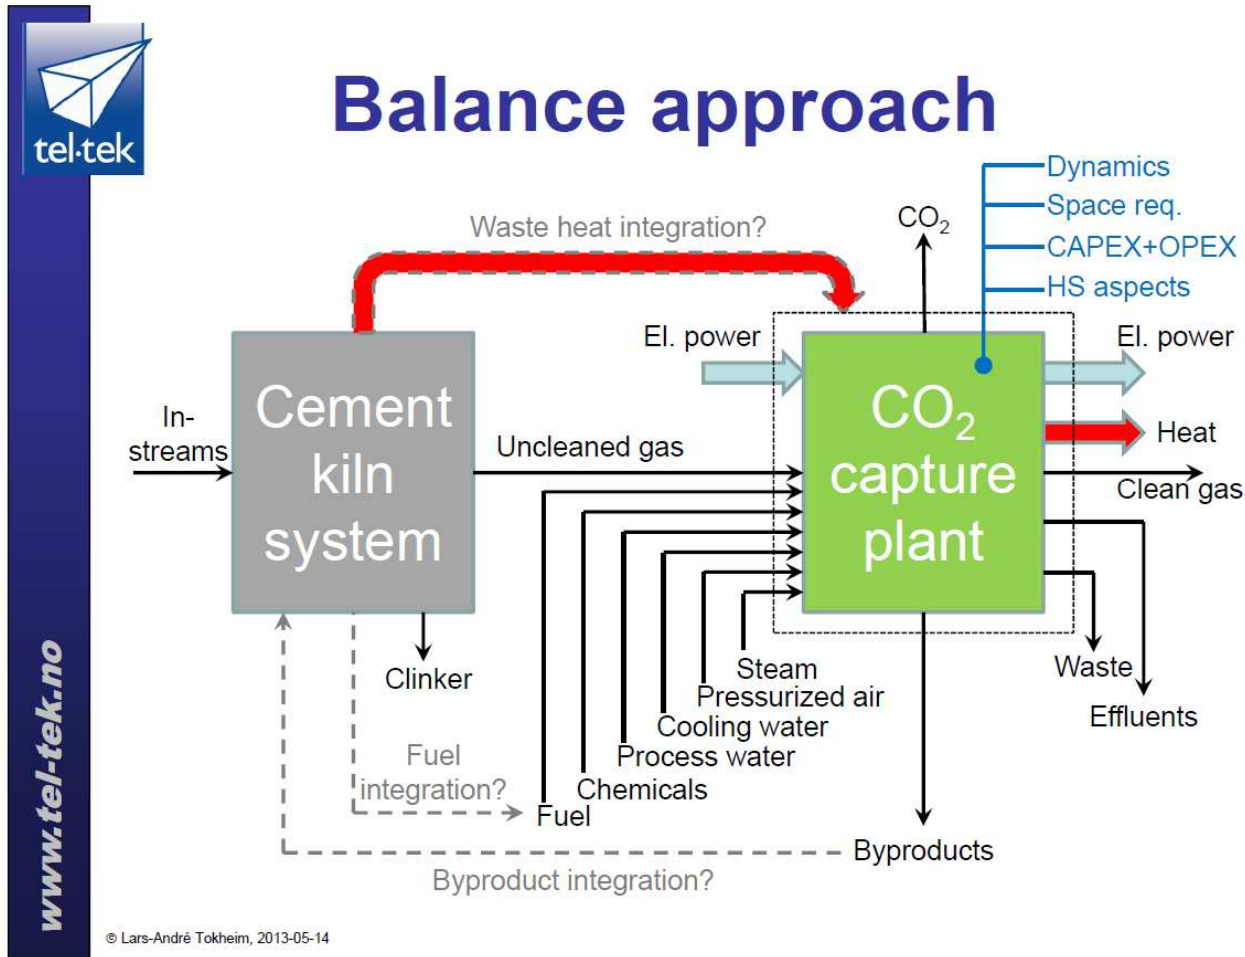 tel·tek
Balance approach
Dynamics
Space req.
CAPEX+OPEX
HS aspects
Waste heat integration?
CO₂
El. power
El. power
Cement
kiln
system
CO₂
capture
plant
In-
streams
Uncleaned gas
Heat
Clean gas
Clinker
Steam
Pressurized air
Cooling water
Process water
Chemicals
Fuel
Waste
Effluents
Fuel
integration?
Byproducts
Byproduct integration?
www.tel-tek.no
© Lars-André Tokheim, 2013-05-14